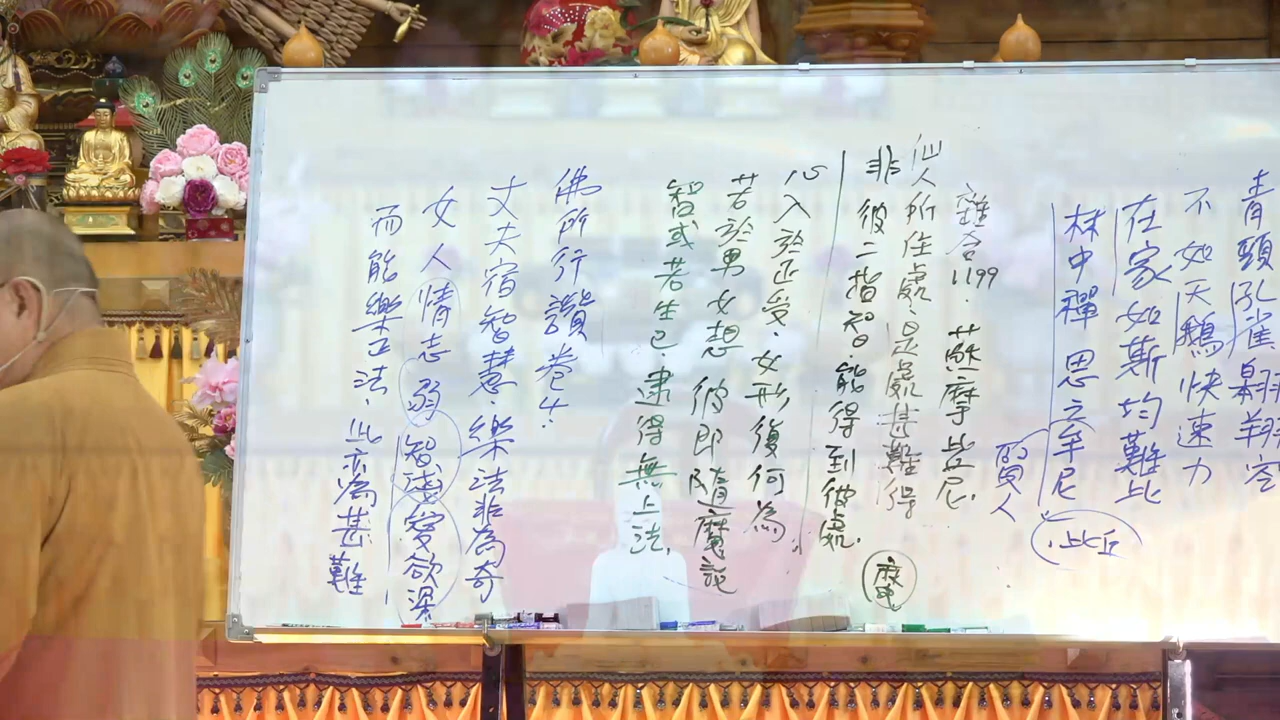 青頭孔雀翱翔空
不如天鵝快速力
在家如斯均難比
林中禪思之牟尼
比丘
聖人
雜含1199. 蘇摩比丘尼.
仙人所住處.是處甚難得
非彼二指智.能得到彼處.
魔
心入於正受.女形復何為.
若於男女想 彼即隨魔說
智或若生已.逮得無上法.
佛所行讚卷4:
丈夫宿智慧.樂法非為奇
女人情志弱 智淺愛欲深
而能樂正法.此亦為甚難